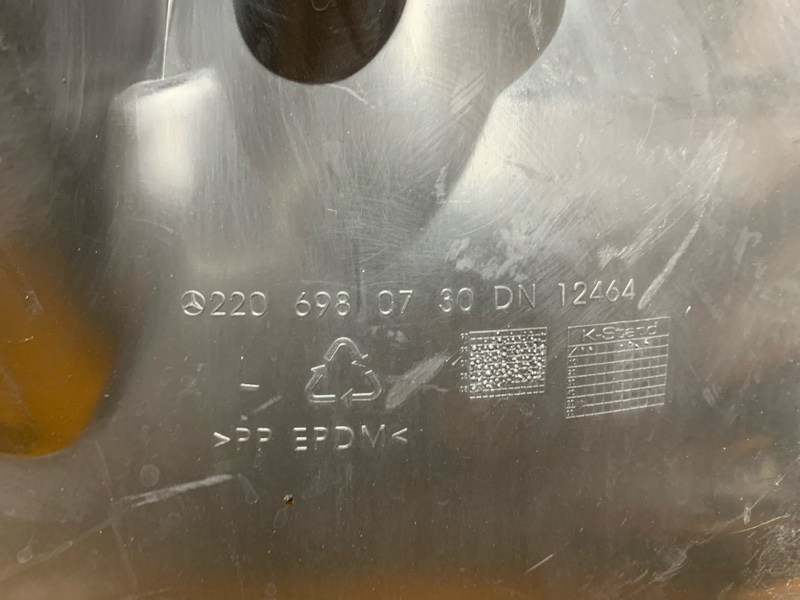 220 698 07 30 DN 12464
K-Stand
-
>PP EPDM<